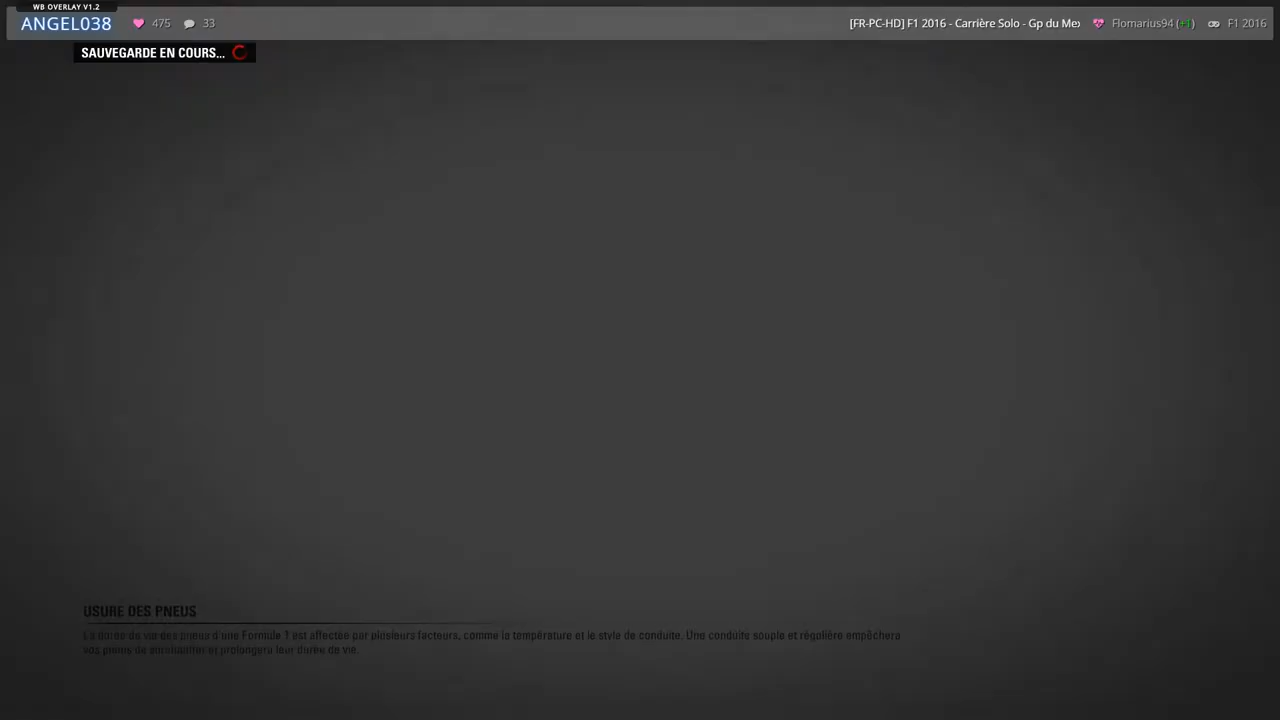 WB OVERLAY V1.2
ANGEL038 475 33 [FR-PC-HD] F1 2016 - Carrière Solo - Gp du Me Flomarius94 (+1) F1 2016
SAUVEGARDE EN COURS...
USURE DES PNEUS
La durée de vie des pneus d'une Formule 1 est affectée par plusieurs facteurs, comme la température et le style de conduite. Une conduite souple et régulière empêchera
vos pneus de surchauffer et prolongera leur durée de vie.